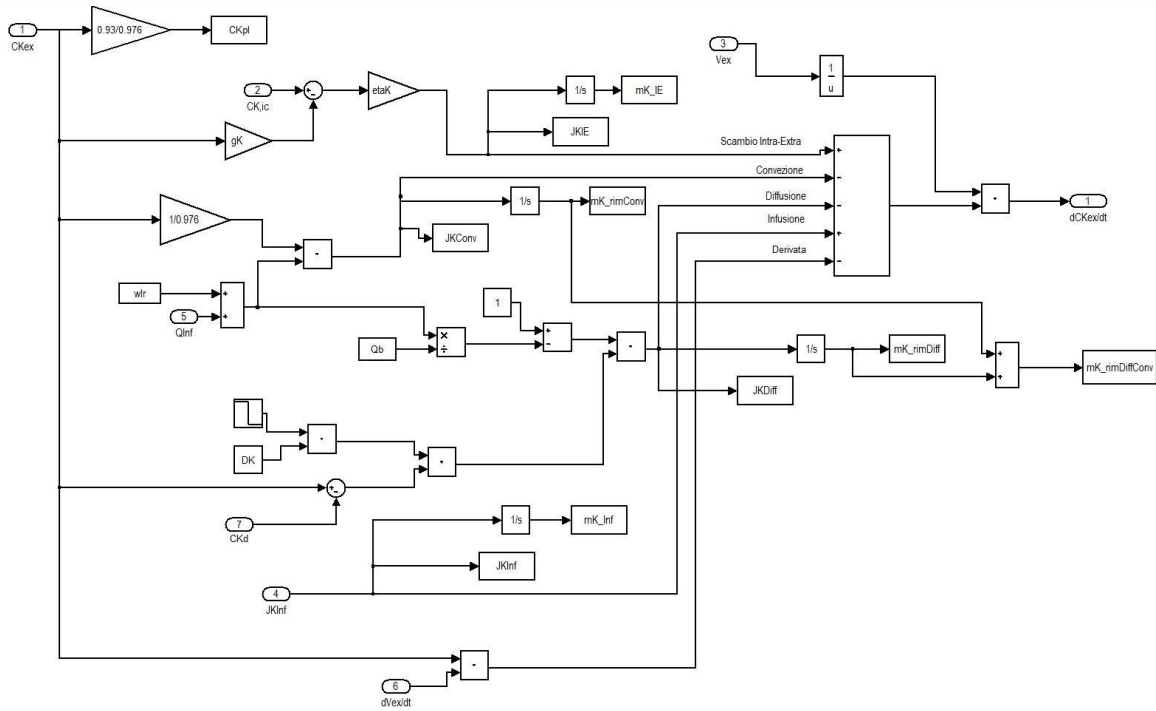 1
CKex
0.93/0.976
CKpl
3
Vex
1
u
2
CK,ic
+
-
etaK
1/s
mK_IE
JKIE
gK
Scambio Intra-Extra
+
Convezione
-
Diffusione
-
Infusione
+
Derivata
-
1
dCKex/dt
1/0.976
1/s
mK_rimConv
JKConv
wIr
+
5
QInf
+
1
+
-
Qb
×
÷
1/s
mK_rimDiff
+
+
mK_rimDiffConv
JKDiff
DK
+
-
7
CKd
1/s
mK_Inf
JKInf
4
JKInf
6
dVex/dt